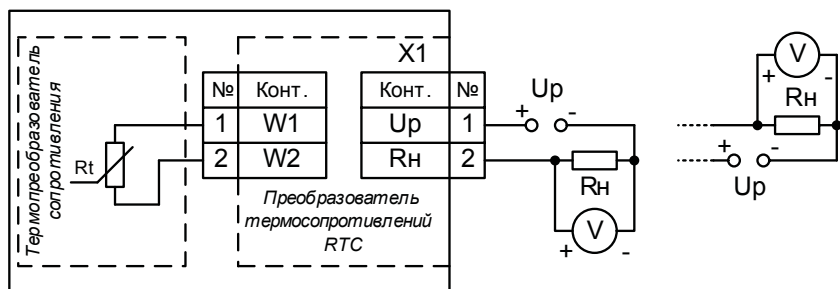 Термопреобразователь
сопротивления
Rt
X1
№ Конт.
1 W1
2 W2
Конт. №
Up 1
Rн 2
Преобразователь
термосопротивлений
RTC
Up
+ -
Rн
V
+ -
V
+ -
Rн
+ -
Up